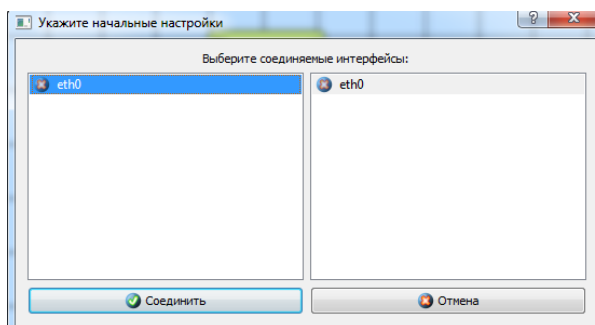 Укажите начальные настройки
Выберите соединяемые интерфейсы:
eth0
eth0
Соединить
Отмена